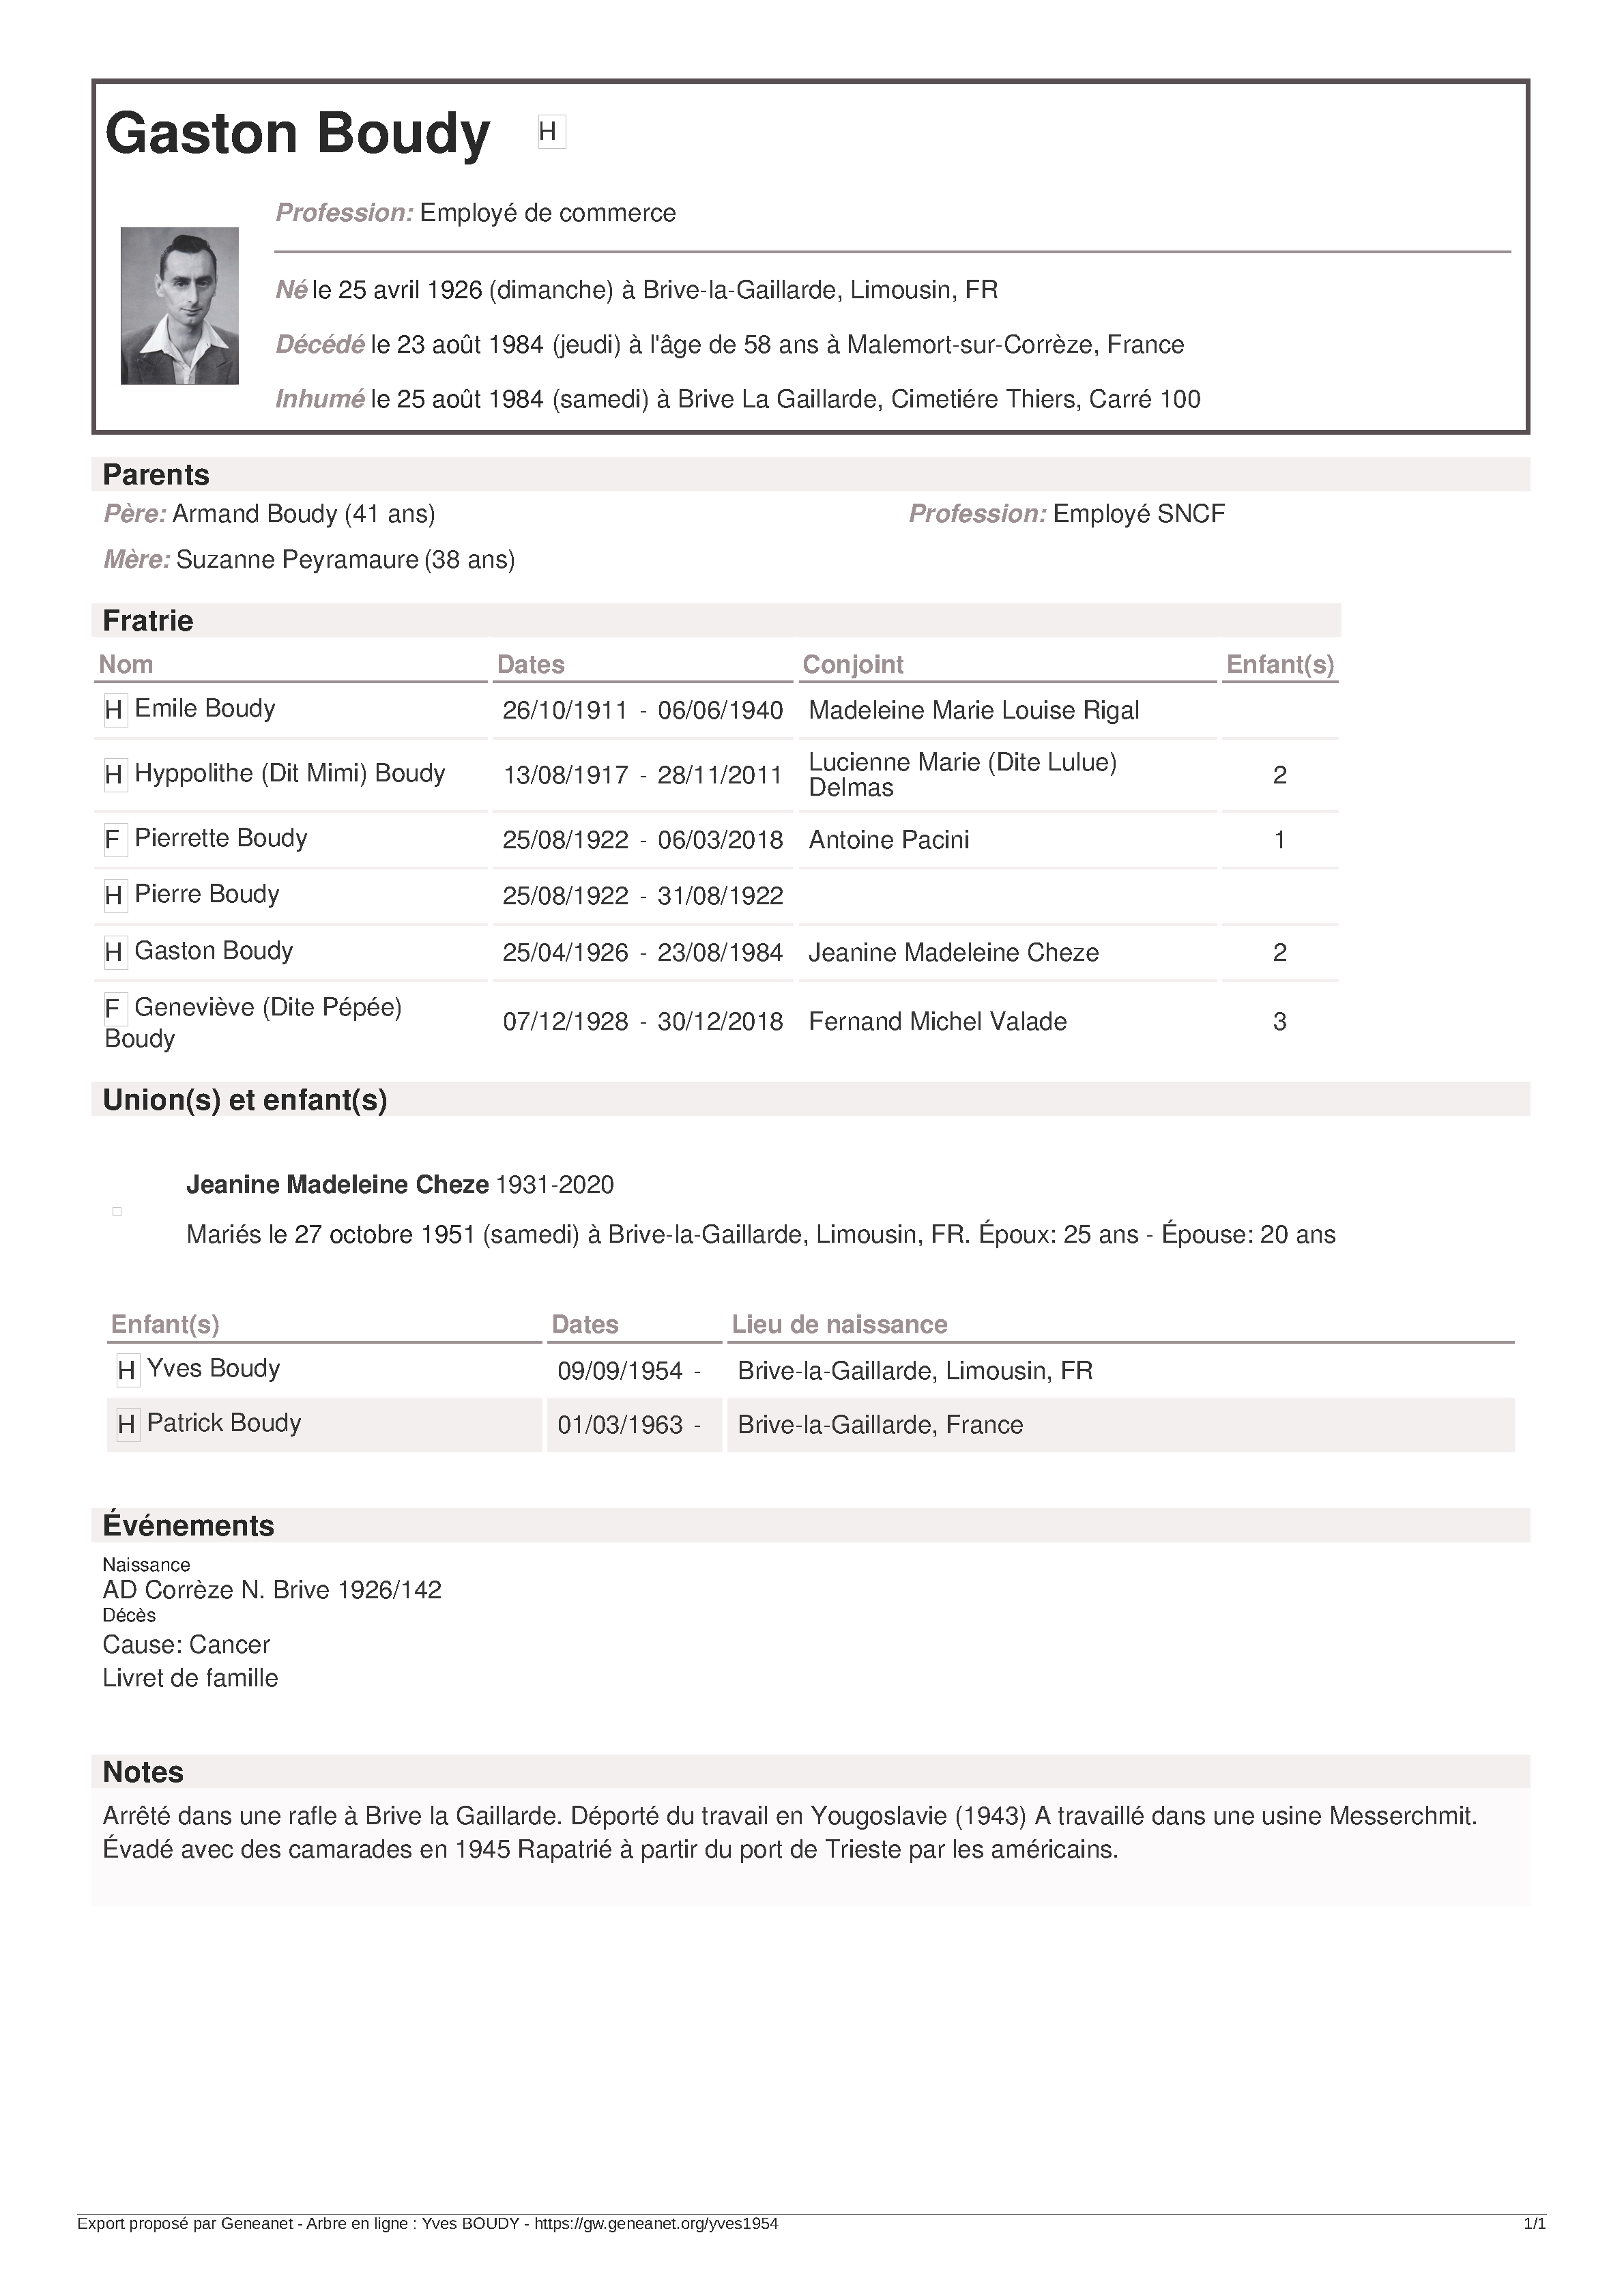 Gaston Boudy H
Profession: Employé de commerce
Né le 25 avril 1926 (dimanche) à Brive-la-Gaillarde, Limousin, FR
Décédé le 23 août 1984 (jeudi) à l'âge de 58 ans à Malemort-sur-Corrèze, France
Inhumé le 25 août 1984 (samedi) à Brive La Gaillarde, Cimetiére Thiers, Carré 100
Parents
Père: Armand Boudy (41 ans) Profession: Employé SNCF
Mère: Suzanne Peyramaure (38 ans)
Fratrie
Nom Dates Conjoint Enfant(s)
H Emile Boudy 26/10/1911 - 06/06/1940 Madeleine Marie Louise Rigal
H Hyppolithe (Dit Mimi) Boudy 13/08/1917 - 28/11/2011 Lucienne Marie (Dite Lulue)
Delmas 2
F Pierrette Boudy 25/08/1922 - 06/03/2018 Antoine Pacini 1
H Pierre Boudy 25/08/1922 - 31/08/1922
H Gaston Boudy 25/04/1926 - 23/08/1984 Jeanine Madeleine Cheze 2
F Geneviève (Dite Pépée)
Boudy 07/12/1928 - 30/12/2018 Fernand Michel Valade 3
Union(s) et enfant(s)
Jeanine Madeleine Cheze 1931-2020
Mariés le 27 octobre 1951 (samedi) à Brive-la-Gaillarde, Limousin, FR. Époux: 25 ans - Épouse: 20 ans
Enfant(s) Dates Lieu de naissance
H Yves Boudy 09/09/1954 - Brive-la-Gaillarde, Limousin, FR
H Patrick Boudy 01/03/1963 - Brive-la-Gaillarde, France
Événements
Naissance
AD Corrèze N. Brive 1926/142
Décès
Cause: Cancer
Livret de famille
Notes
Arrêté dans une rafle à Brive la Gaillarde. Déporté du travail en Yougoslavie (1943) A travaillé dans une usine Messerchmit.
Évadé avec des camarades en 1945 Rapatrié à partir du port de Trieste par les américains.
Export proposé par Geneanet - Arbre en ligne : Yves BOUDY - https://gw.geneanet.org/yves1954 1/1